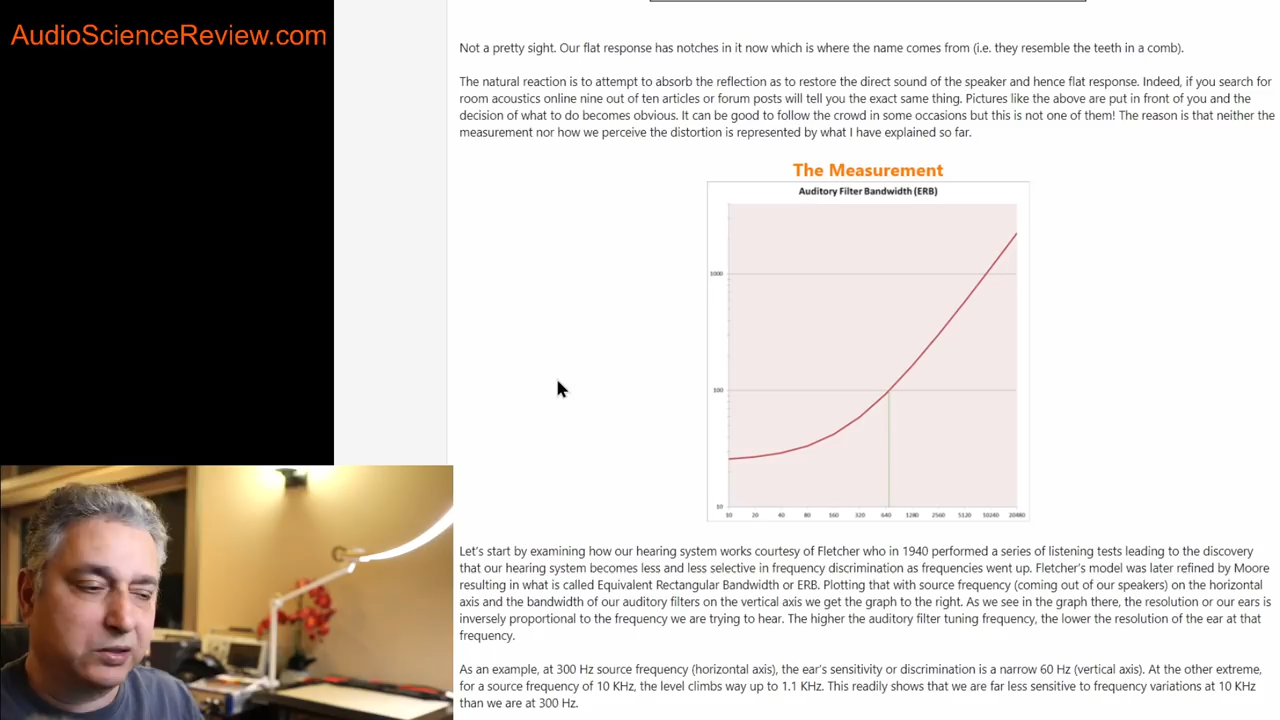 AudioScienceReview.com
Not a pretty sight. Our flat response has notches in it now which is where the name comes from (i.e. they resemble the teeth in a comb).
The natural reaction is to attempt to absorb the reflection as to restore the direct sound of the speaker and hence flat response. Indeed, if you search for
room acoustics online nine out of ten articles or forum posts will tell you the exact same thing. Pictures like the above are put in front of you and the
decision of what to do becomes obvious. It can be good to follow the crowd in some occasions but this is not one of them! The reason is that neither the
measurement nor how we perceive the distortion is represented by what I have explained so far.
The Measurement
Auditory Filter Bandwidth (ERB)
1000
100
10
10 20 40 80 160 320 640 1280 2560 5120 10240 20480
Let's start by examining how our hearing system works courtesy of Fletcher who in 1940 performed a series of listening tests leading to the discovery
that our hearing system becomes less and less selective in frequency discrimination as frequencies went up. Fletcher's model was later refined by Moore
resulting in what is called Equivalent Rectangular Bandwidth or ERB. Plotting that with source frequency (coming out of our speakers) on the horizontal
axis and the bandwidth of our auditory filters on the vertical axis we get the graph to the right. As we see in the graph there, the resolution or our ears is
inversely proportional to the frequency we are trying to hear. The higher the auditory filter tuning frequency, the lower the resolution of the ear at that
frequency.
As an example, at 300 Hz source frequency (horizontal axis), the ear's sensitivity or discrimination is a narrow 60 Hz (vertical axis). At the other extreme,
for a source frequency of 10 KHz, the level climbs way up to 1.1 KHz. This readily shows that we are far less sensitive to frequency variations at 10 KHz
than we are at 300 Hz.